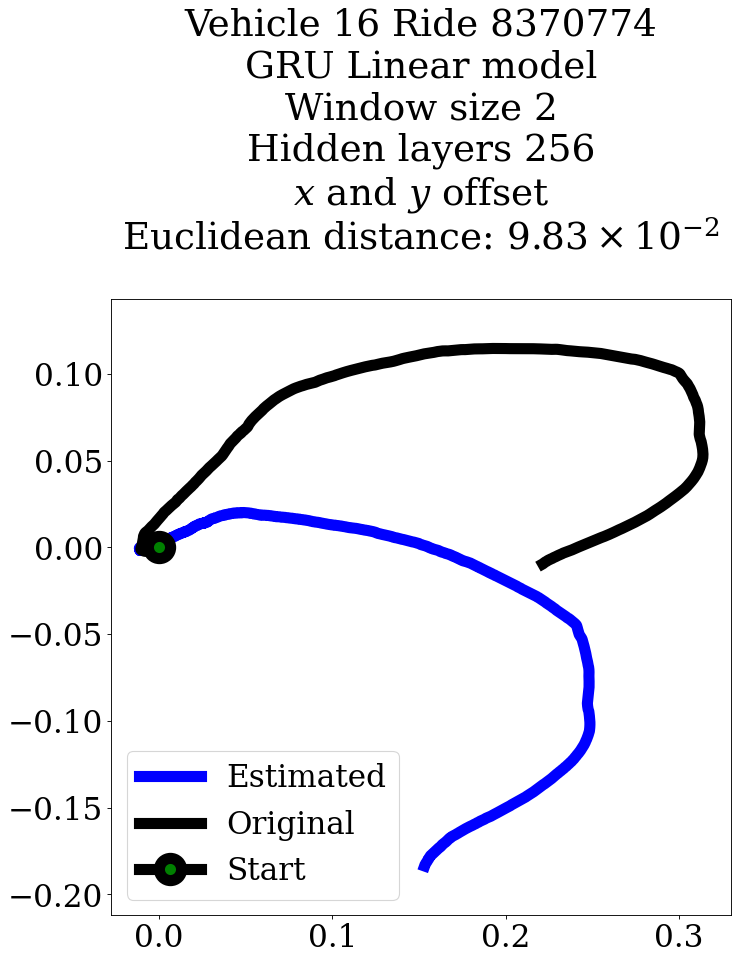 Vehicle 16 Ride 8370774
GRU Linear model
Window size 2
Hidden layers 256
x and y offset
Euclidean distance: 9.83 × 10⁻²
0.10
0.05
0.00
−0.05
−0.10
−0.15
−0.20
Estimated
Original
Start
0.0 0.1 0.2 0.3